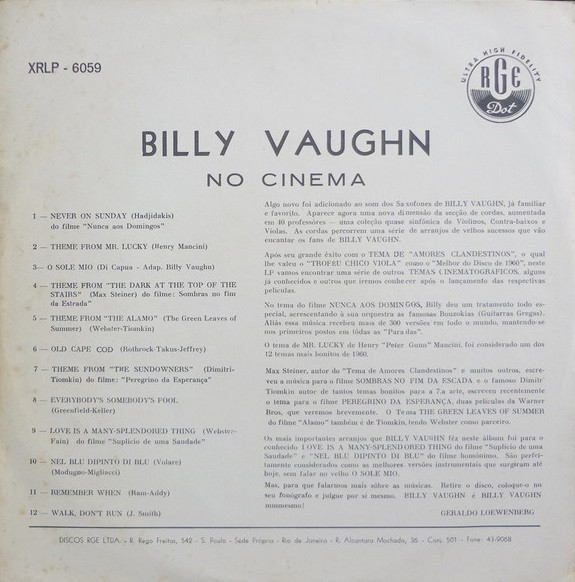 XRLP - 6059
ULTRA HIGH FIDELITY
RGE
Dot
BILLY VAUGHN
NO CINEMA
1 — NEVER ON SUNDAY (Hadjidakis)
do filme "Nunca aos Domingos"
2 — THEME FROM MR. LUCKY (Henry Mancini)
3 — O SOLE MIO (Di Capua - Adap. Billy Vaughn)
4 — THEME FROM "THE DARK AT THE TOP OF THE
STAIRS" (Max Steiner) do filme: Sombras no fim
da Estrada"
5 — THEME FROM "THE ALAMO" (The Green Leaves of
Summer) (Webster-Tiomkin)
6 — OLD CAPE COD (Rothrock-Takus-Jeffrey)
7 — THEME FROM "THE SUNDOWNERS" (Dimitri-
Tiomkin) do filme: "Peregrino da Esperança"
8 — EVERYBODY'S SOMEBODY'S FOOL
(Greenfield-Keller)
9 — LOVE IS A MANY-SPLENDORED THING (Webster-
Fain) do filme "Suplício de uma Saudade"
10 — NEL BLU DIPINTO DI BLU (Volare)
(Modugno-Migliacci)
11 — REMEMBER WHEN (Ram-Addy)
12 — WALK, DON'T RUN (J. Smith)
Algo novo foi adicionado ao som dos Saxofones de BILLY VAUGHN, já familiar
e favorito. Aparece agora uma nova dimensão da secção de cordas, aumentada
em 40 professôres — uma coleção quase sinfônica de Violinos, Contra-baixos e
Violas. As cordas percorrem uma série de arranjos de velhos sucessos que vão
encantar os fans de BILLY VAUGHN.
Após seu grande êxito com o TEMA DE "AMORES CLANDESTINOS", o qual
lhe valeu o "TROFÉU CHICO VIOLA" como o "Melhor do Disco de 1960", neste
LP vamos encontrar uma série de outros TEMAS CINEMATOGRÁFICOS, alguns
já conhecidos e outros que iremos conhecer após o lançamento das respectivas
películas.
No tema do filme NUNCA AOS DOMINGOS, Billy deu um tratamento todo es-
pecial, acrescentando à sua orquestra as famosas Bouzokias (Guitarras Gregas).
Aliás essa música recebeu mais de 300 versões em todo o mundo, mantendo-se
nos primeiros postos em tôdas as "Paradas".
O tema de MR. LUCKY de Henry "Peter Gunn" Mancini, foi considerado um dos
12 temas mais bonitos de 1960.
Max Steiner, autor do "Tema de Amores Clandestinos" e muitos outros, escre-
veu a música para o filme SOMBRAS NO FIM DA ESCADA e o famoso Dimitr
Tiomkin autor de tantos temas bonitos para a 7.a arte, escreveu recentemente
o tema para o filme PEREGRINO DA ESPERANÇA, duas películas da Warner
Bros, que veremos brevemente. O Tema THE GREEN LEAVES OF SUMMER
do filme "Alamo" também é de Tiomkin, tendo Webster como parceiro.
Os mais importantes arranjos que BILLY VAUGHN fêz neste álbum foi para o
conhecido LOVE IS A MANY-SPLENDORED THING do filme "Suplício de uma
Saudade" e "NEL BLU DIPINTO DI BLU" do filme homônimo. São perfei-
tamente considerados como as melhores versões instrumentais que surgiram até
hoje, sem falar no velho O SOLE MIO.
Mas, para que falarmos mais sôbre as músicas. Retire o disco, coloque-o no
seu fonógrafo e julgue por si mesmo. BILLY VAUGHN é BILLY VAUGHN
mmmesmo!
GERALDO LOEWENBERG
DISCOS RGE LTDA. - R. Rego Freitas, 542 - S. Paulo - Sede Própria - Rio de Janeiro - R. Alcantara Machado, 36 - Conj. 501 - Fone: 43-9068